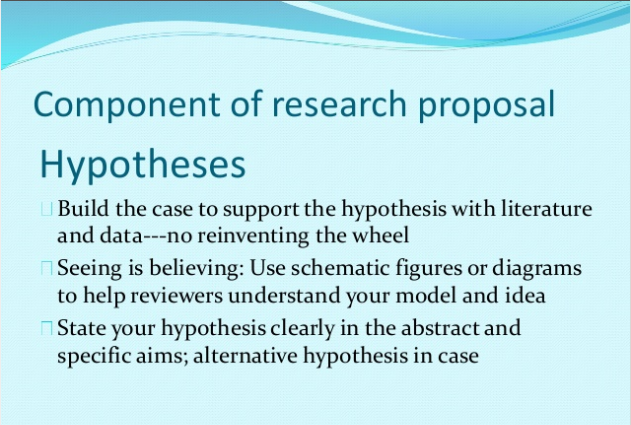 Component of research proposal
Hypotheses
Build the case to support the hypothesis with literature
and data---no reinventing the wheel
Seeing is believing: Use schematic figures or diagrams
to help reviewers understand your model and idea
State your hypothesis clearly in the abstract and
specific aims; alternative hypothesis in case